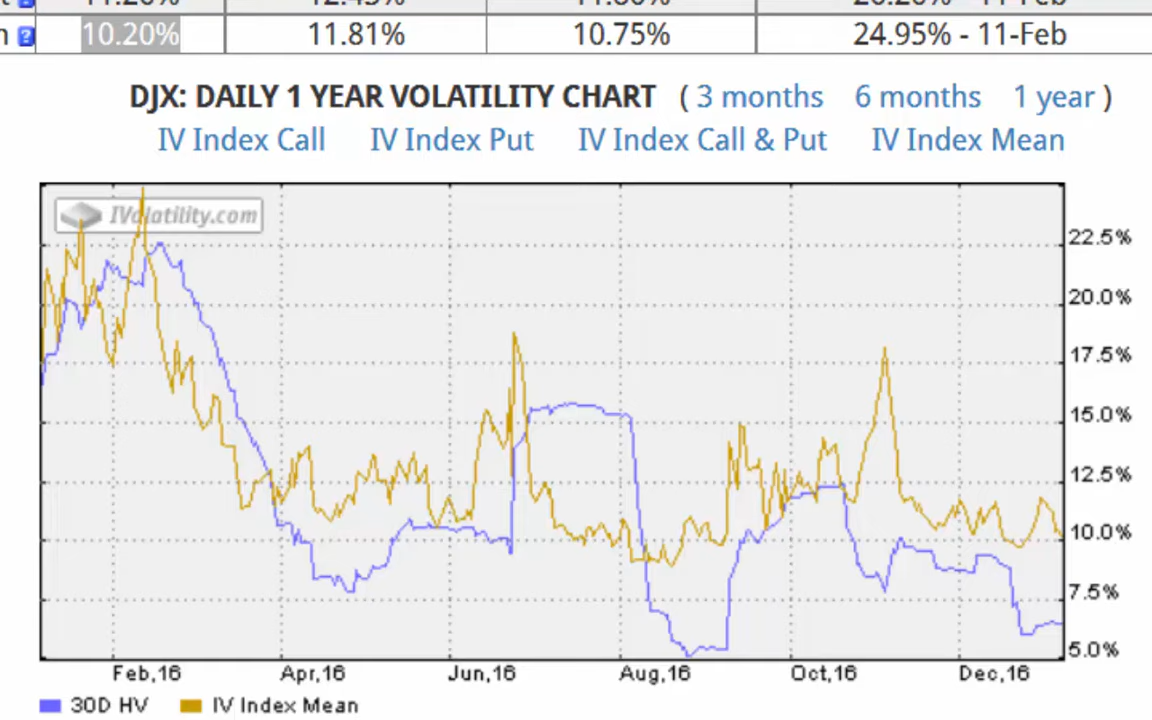 10.20% 11.81% 10.75% 24.95% - 11-Feb
DJX: DAILY 1 YEAR VOLATILITY CHART ( 3 months 6 months 1 year )
IV Index Call IV Index Put IV Index Call & Put IV Index Mean
IVolatility.com
22.5%
20.0%
17.5%
15.0%
12.5%
10.0%
7.5%
5.0%
Feb,16 Apr,16 Jun,16 Aug,16 Oct,16 Dec,16
30D HV IV Index Mean